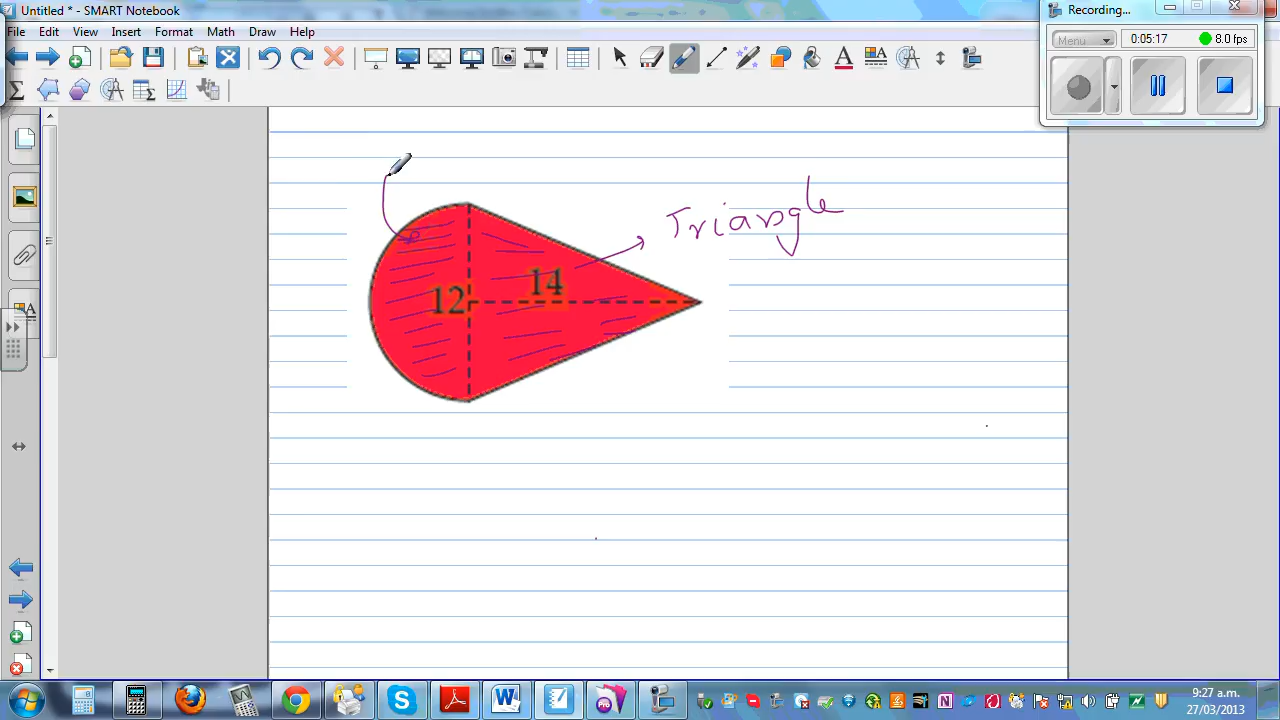 Untitled * - SMART Notebook
File Edit View Insert Format Math Draw Help
Recording...
Menu 0:05:17 8.0 fps
Triangle
14
12
9:27 a.m.
27/03/2013